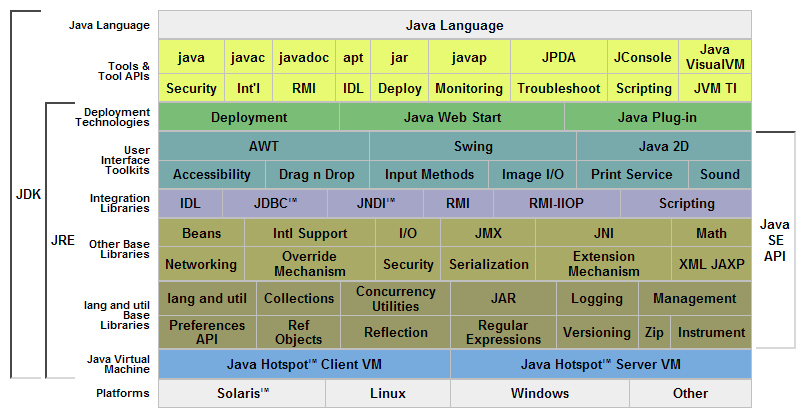 Java Language Java Language
Tools & Tool APIs java javac javadoc apt jar javap JPDA JConsole Java VisualVM
Security Int'l RMI IDL Deploy Monitoring Troubleshoot Scripting JVM TI
JDK
JRE
Deployment Technologies Deployment Java Web Start Java Plug-in
User Interface Toolkits AWT Swing Java 2D
Accessibility Drag n Drop Input Methods Image I/O Print Service Sound
Integration Libraries IDL JDBC™ JNDI™ RMI RMI-IIOP Scripting
Java SE API
Other Base Libraries Beans Intl Support I/O JMX JNI Math
Networking Override Mechanism Security Serialization Extension Mechanism XML JAXP
lang and util Base Libraries lang and util Collections Concurrency Utilities JAR Logging Management
Preferences API Ref Objects Reflection Regular Expressions Versioning Zip Instrument
Java Virtual Machine Java Hotspot™ Client VM Java Hotspot™ Server VM
Platforms Solaris™ Linux Windows Other